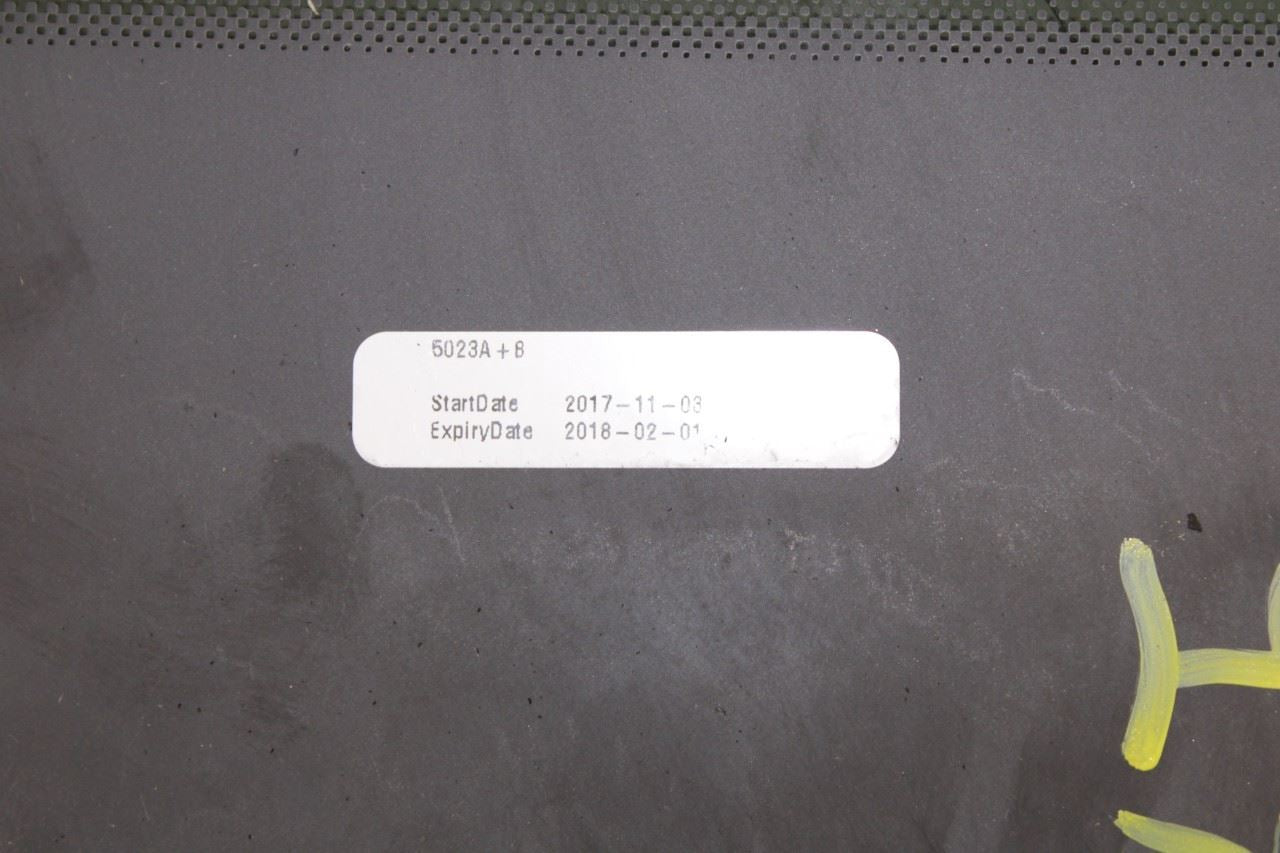 5023A + B
StartDate 2017-11-03
ExpiryDate 2018-02-01